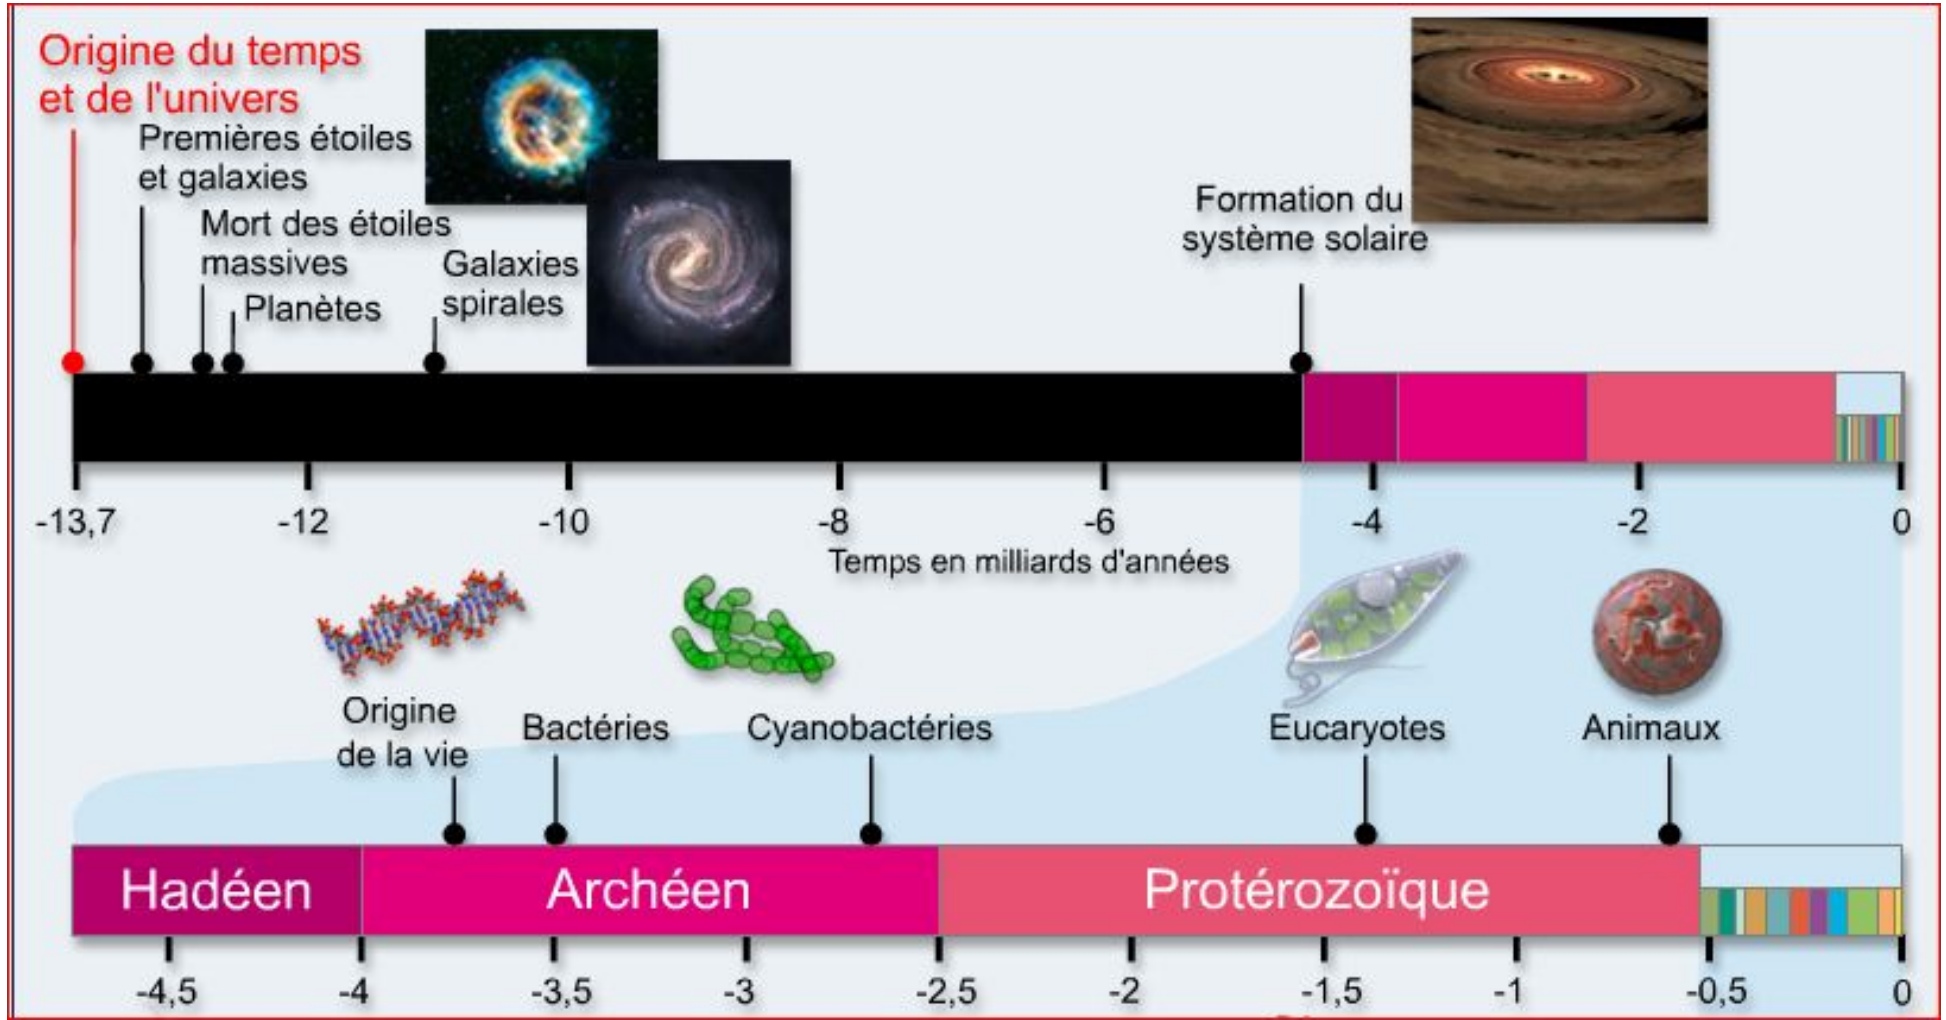 Origine du temps
et de l'univers
Premières étoiles
et galaxies
Mort des étoiles
massives
Planètes
Galaxies
spirales
Formation du
système solaire
-13,7 -12 -10 -8 -6 -4 -2 0
Temps en milliards d'années
Origine
de la vie
Bactéries
Cyanobactéries
Eucaryotes
Animaux
Hadéen Archéen Protérozoïque
-4,5 -4 -3,5 -3 -2,5 -2 -1,5 -1 -0,5 0